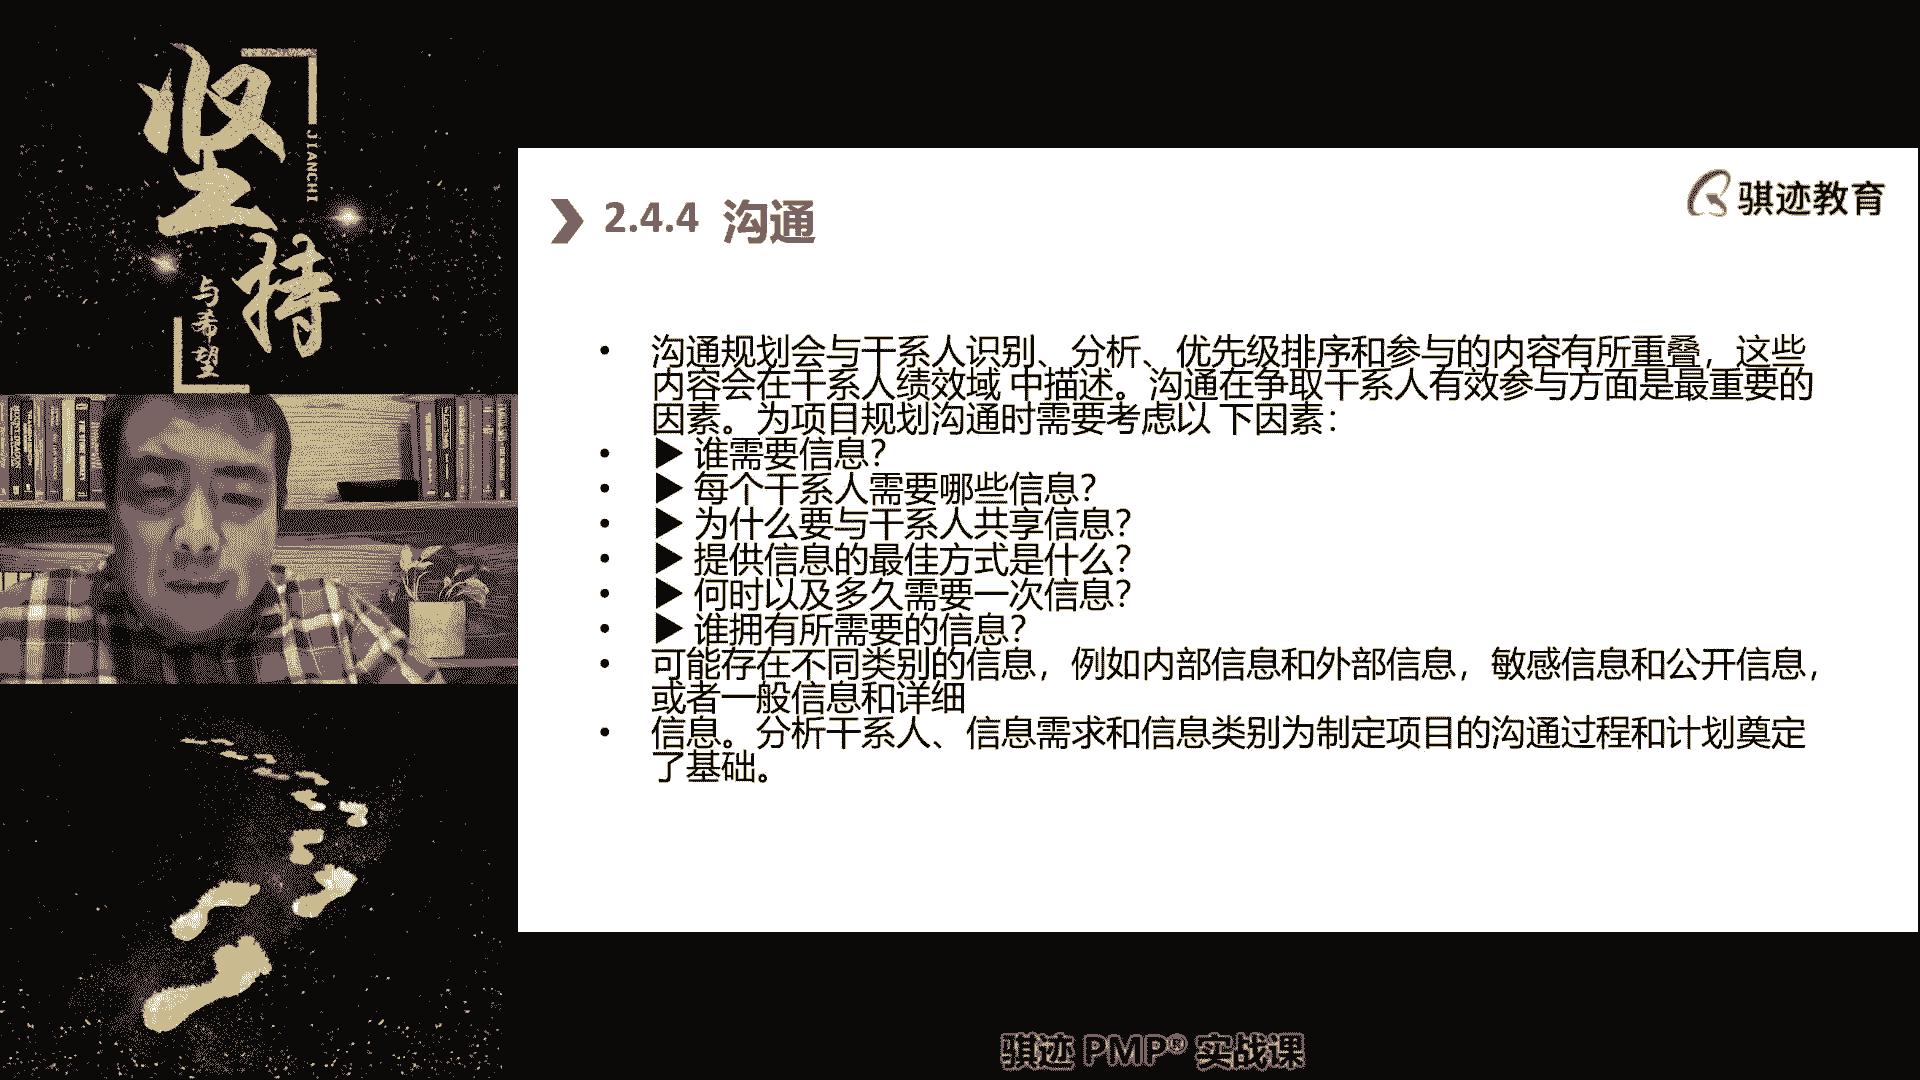 坚持
JIANCHI
与希望
骐迹教育
2.4.4 沟通
• 沟通规划会与干系人识别、分析、优先级排序和参与的内容有所重叠，这些
内容会在干系人绩效域 中描述。沟通在争取干系人有效参与方面是最重要的
因素。为项目规划沟通时需要考虑以 下因素：
• ▶ 谁需要信息？
• ▶ 每个干系人需要哪些信息？
• ▶ 为什么要与干系人共享信息？
• ▶ 提供信息的最佳方式是什么？
• ▶ 何时以及多久需要一次信息？
• ▶ 谁拥有所需要的信息？
• 可能存在不同类别的信息，例如内部信息和外部信息，敏感信息和公开信息，
或者一般信息和详细
• 信息。分析干系人、信息需求和信息类别为制定项目的沟通过程和计划奠定
了基础。
骐迹 PMP® 实战课